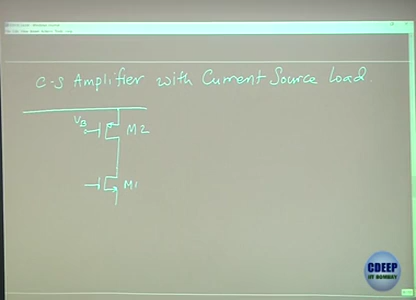 C-S Amplifier with Current Source Load.
VB
M2
M1
CDEEP
IIT BOMBAY